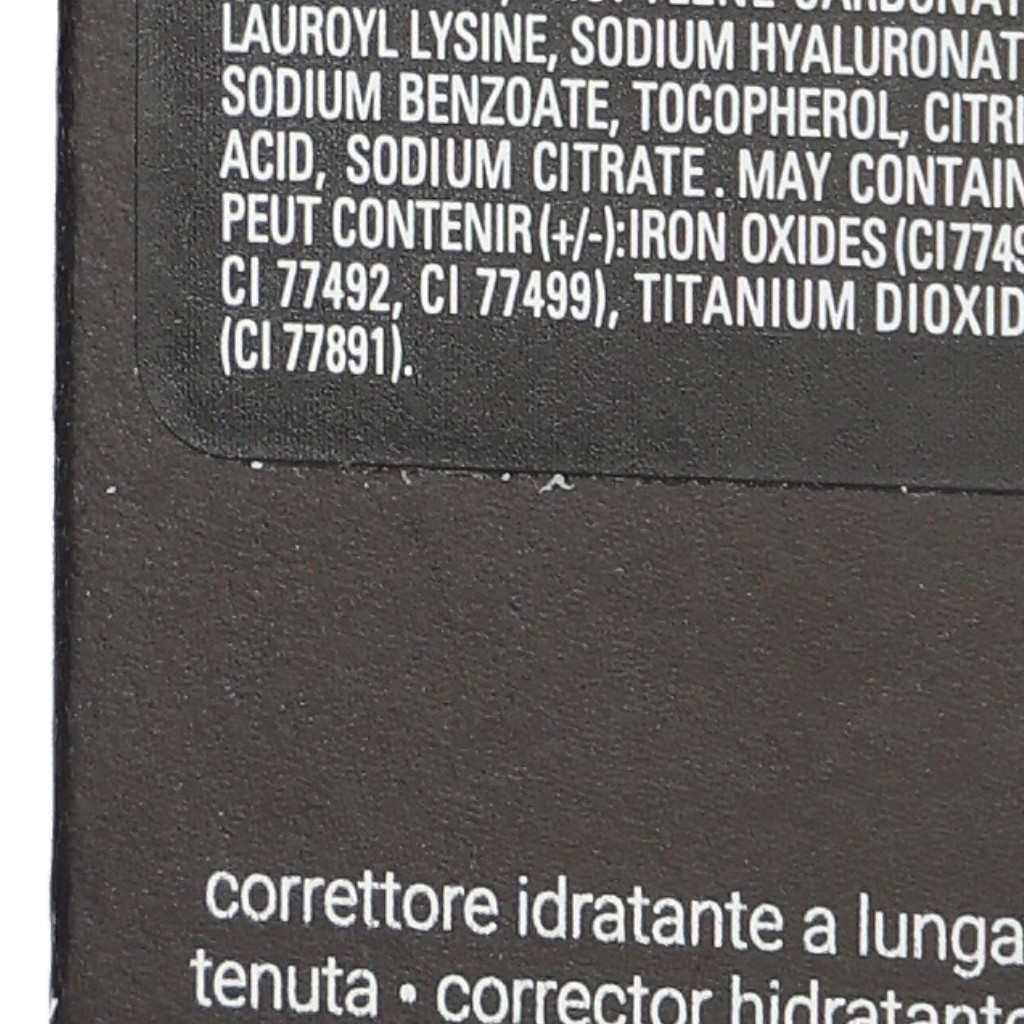 LAUROYL LYSINE, SODIUM HYALURONAT
SODIUM BENZOATE, TOCOPHEROL, CITRI
ACID, SODIUM CITRATE. MAY CONTAIN
PEUT CONTENIR (+/-): IRON OXIDES (CI 7749
CI 77492, CI 77499), TITANIUM DIOXID
(CI 77891).
correttore idratante a lunga
tenuta • corrector hidratante